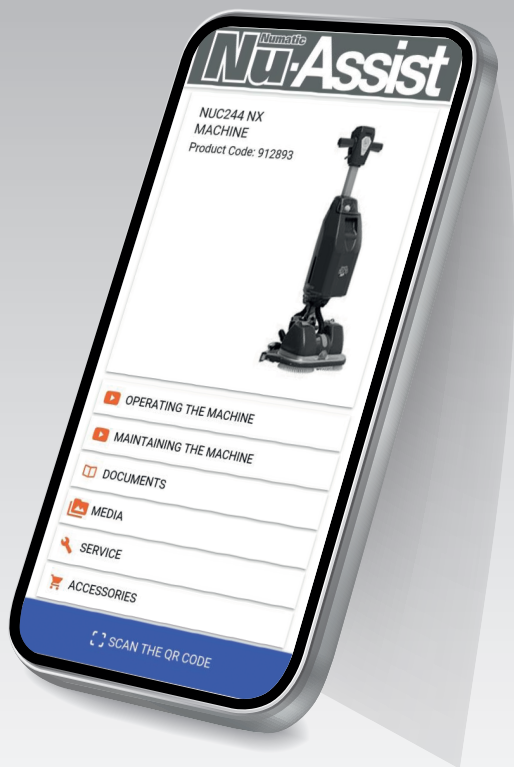 Numatic
Nu-Assist
NUC244 NX
MACHINE
Product Code: 912893
OPERATING THE MACHINE
MAINTAINING THE MACHINE
DOCUMENTS
MEDIA
SERVICE
ACCESSORIES
SCAN THE QR CODE